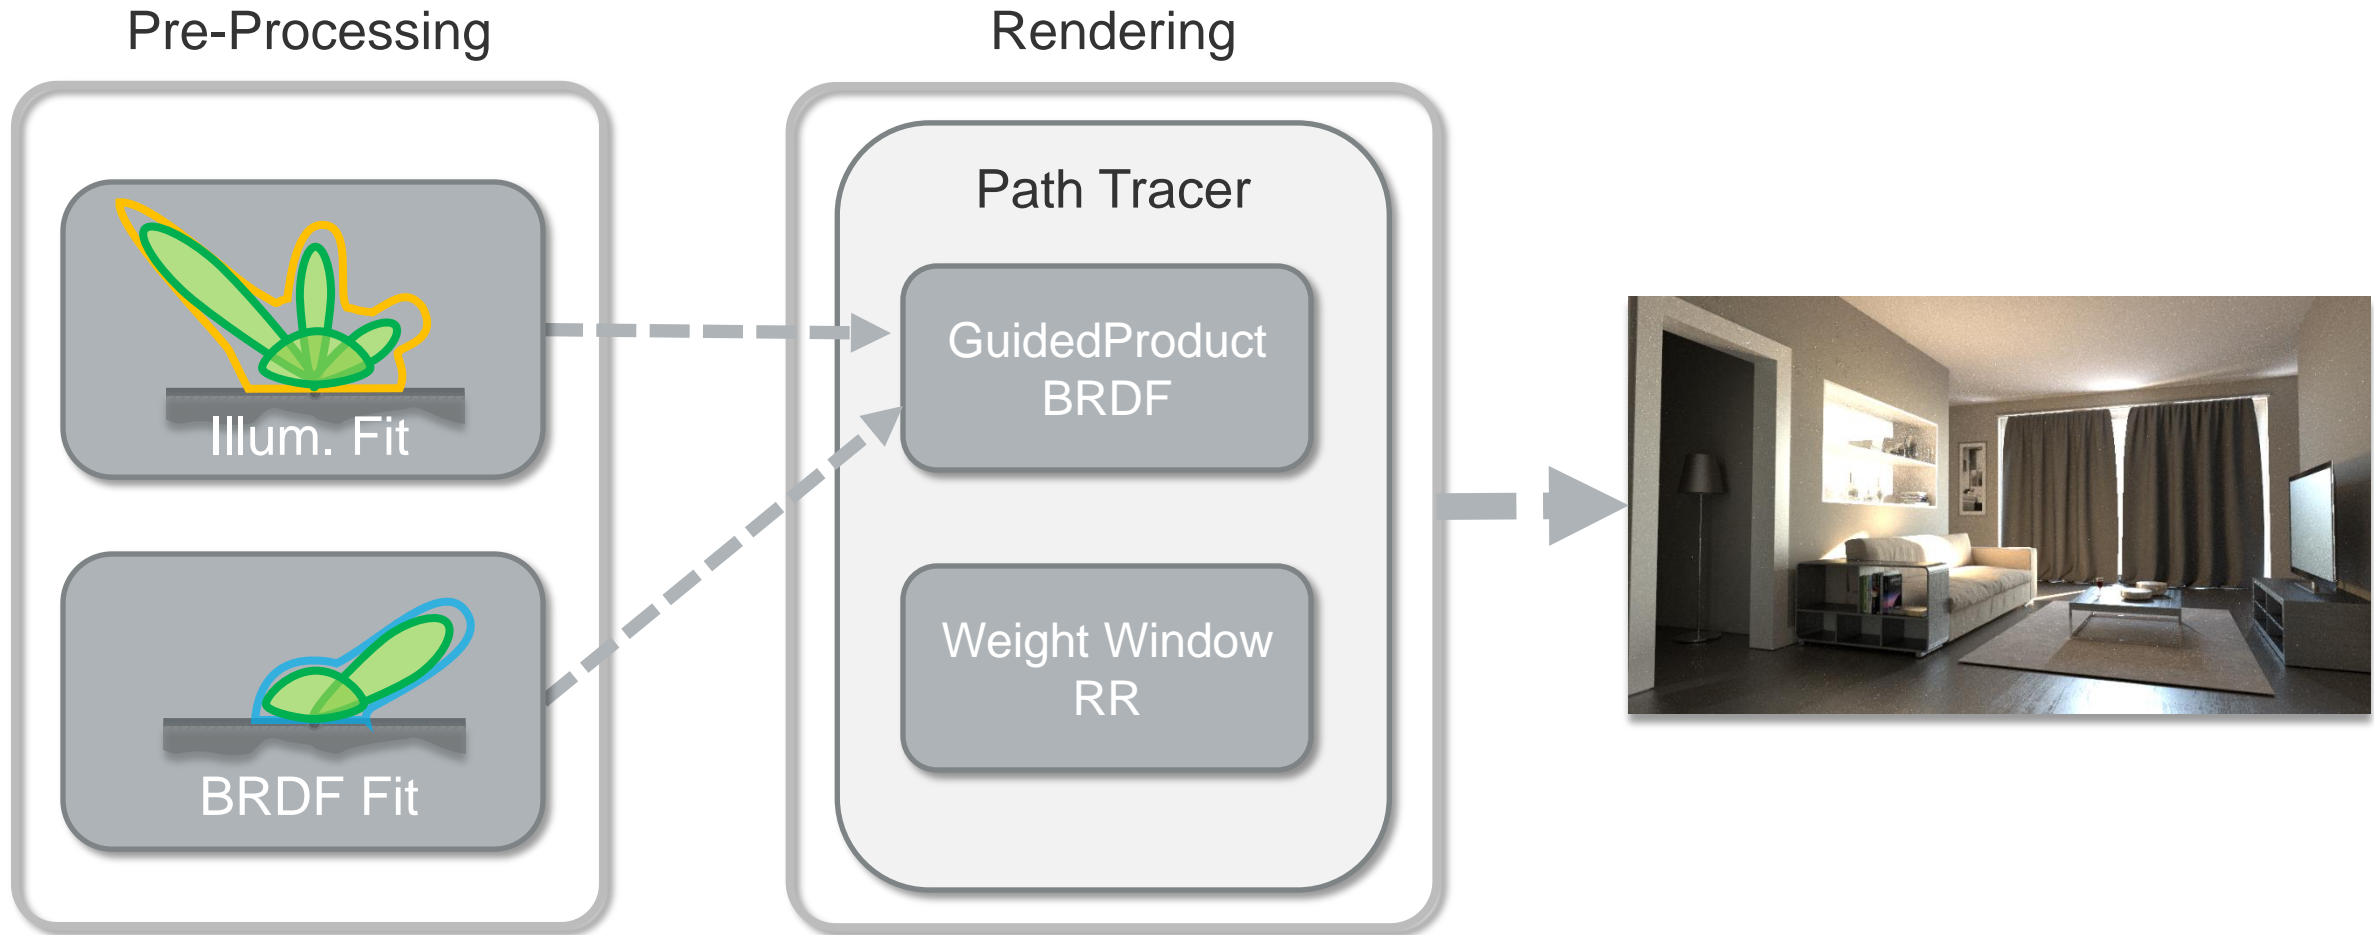 Pre-Processing
Illum. Fit
BRDF Fit
Rendering
Path Tracer
GuidedProduct
BRDF
Weight Window
RR